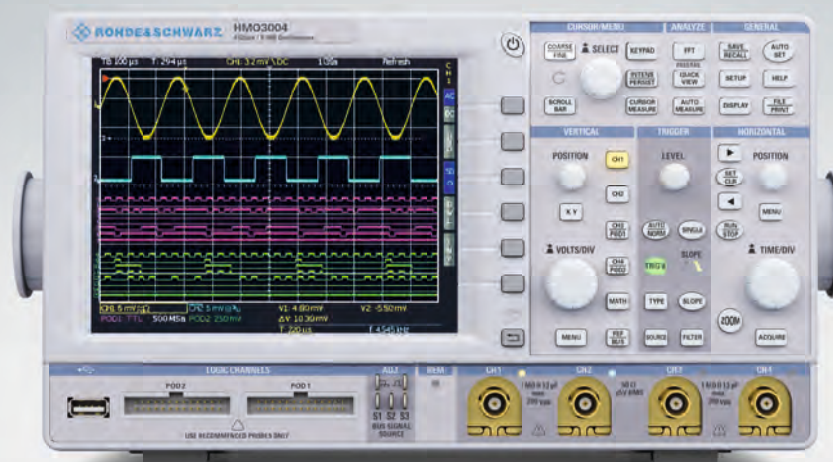 ROHDE&SCHWARZ HMO3004
TB 100 µs T: 294 µs CH1: 3.2 mV \ DC Refresh
CH1: 5 mV
CH2: 5 mV
V1: 4.80 mV V2: -5.50 mV
POD1: TTL 500 MSa POD2: 250 mV ΔV: 10.30 mV
T: 220 µs f: 4.545 kHz
CURSOR/MENU
COARSE
FINE
SELECT
KEYPAD
INTENS
PERSIST
SCROLL
BAR
CURSOR
MEASURE
ANALYZE
FFT
QUICK
VIEW
AUTO
MEASURE
GENERAL
SAVE
RECALL
AUTO
SET
SETUP
HELP
DISPLAY
FILE
PRINT
VERTICAL
POSITION
CH1
CH2
X Y
CH3
POD1
VOLTS/DIV
CH4
POD2
MATH
MENU
REF
BUS
TRIGGER
LEVEL
AUTO
NORM
SINGLE
SLOPE
TRIG'd
TYPE
SLOPE
SOURCE
FILTER
HORIZONTAL
POSITION
SET
CLR
MENU
RUN
STOP
TIME/DIV
ZOOM
ACQUIRE
LOGIC CHANNELS
POD2 POD1
USE RECOMMENDED PROBES ONLY
ADJ.
S1 S2 S3
BUS SIGNAL
SOURCE
REM
CH1 CH2 CH3 CH4